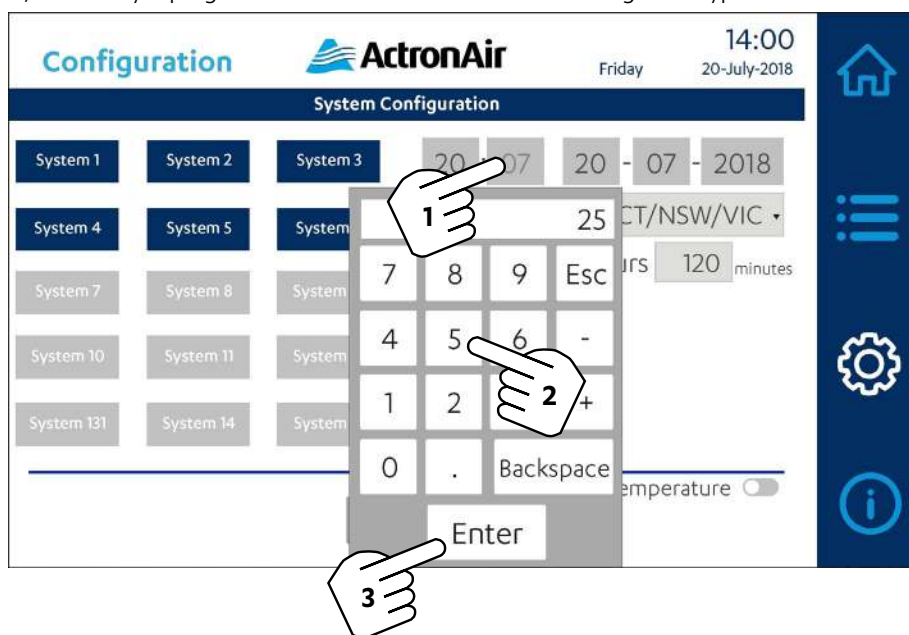 Configuration
ActronAir
14:00
Friday
20-July-2018
System Configuration
System 1 System 2 System 3 20 : 07 20 - 07 - 2018
System 4 System 5 System CT/NSW/VIC
25
urs 120 minutes
System 7 System 8 System
System 10 System 11 System
System 131 System 14 System
7 8 9 Esc
4 5 6 -
1 2 +
0 . Backspace
emperature
Enter
1
2
3
i